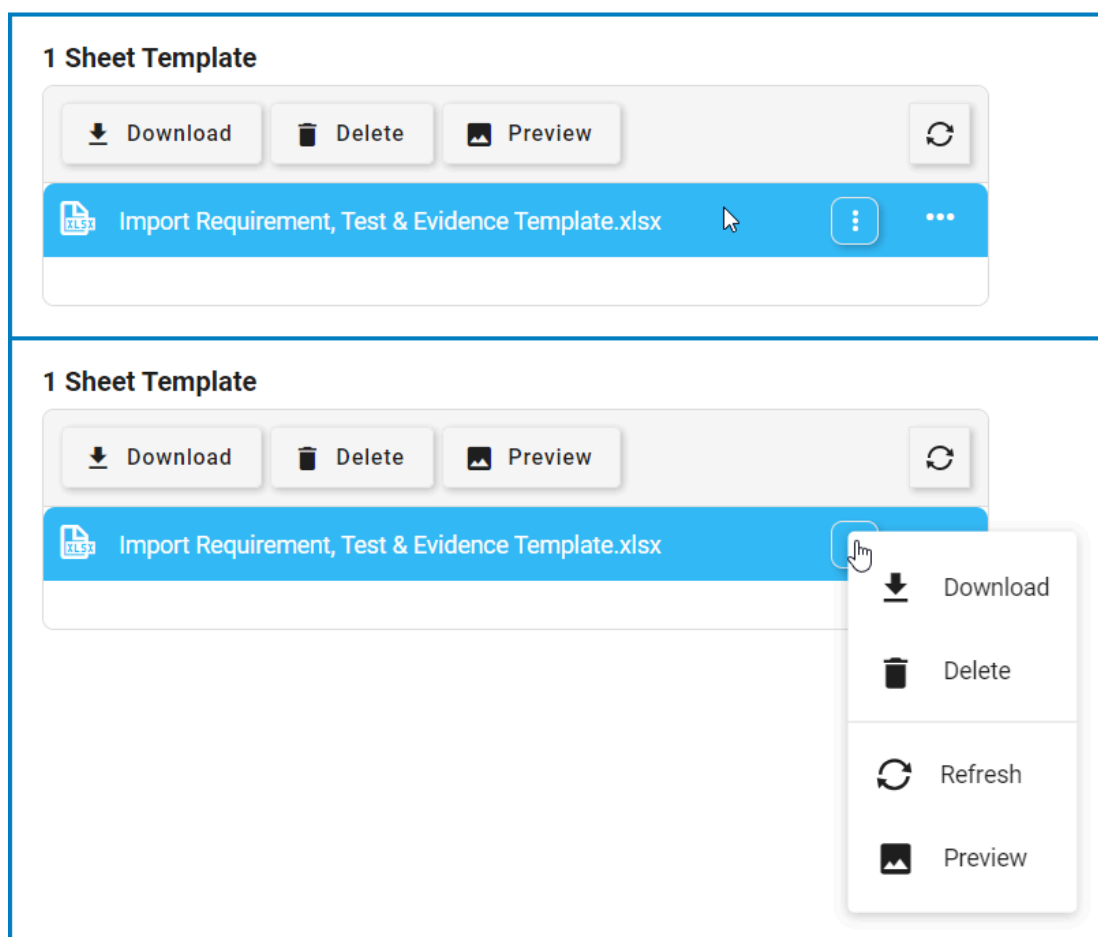 1 Sheet Template
Download Delete Preview
XLSX Import Requirement, Test & Evidence Template.xlsx
1 Sheet Template
Download Delete Preview
XLSX Import Requirement, Test & Evidence Template.xlsx
Download
Delete
Refresh
Preview